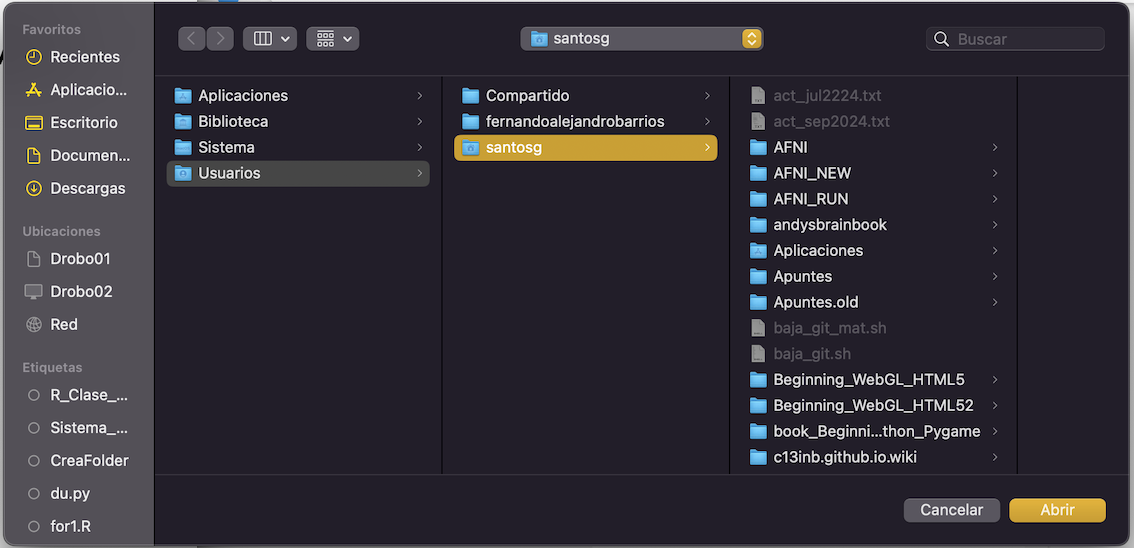 Favoritos
Recientes
Aplicacio...
Escritorio
Documen...
Descargas
Ubicaciones
Drobo01
Drobo02
Red
Etiquetas
R_Clase_...
Sistema_...
CreaFolder
du.py
for1.R
santosg
Buscar
Aplicaciones
Biblioteca
Sistema
Usuarios
Compartido
fernandoalejandrobarrios
santosg
act_jul2224.txt
act_sep2024.txt
AFNI
AFNI_NEW
AFNI_RUN
andysbrainbook
Aplicaciones
Apuntes
Apuntes.old
baja_git_mat.sh
baja_git.sh
Beginning_WebGL_HTML5
Beginning_WebGL_HTML52
book_Beginni...thon_Pygame
c13inb.github.io.wiki
Cancelar
Abrir